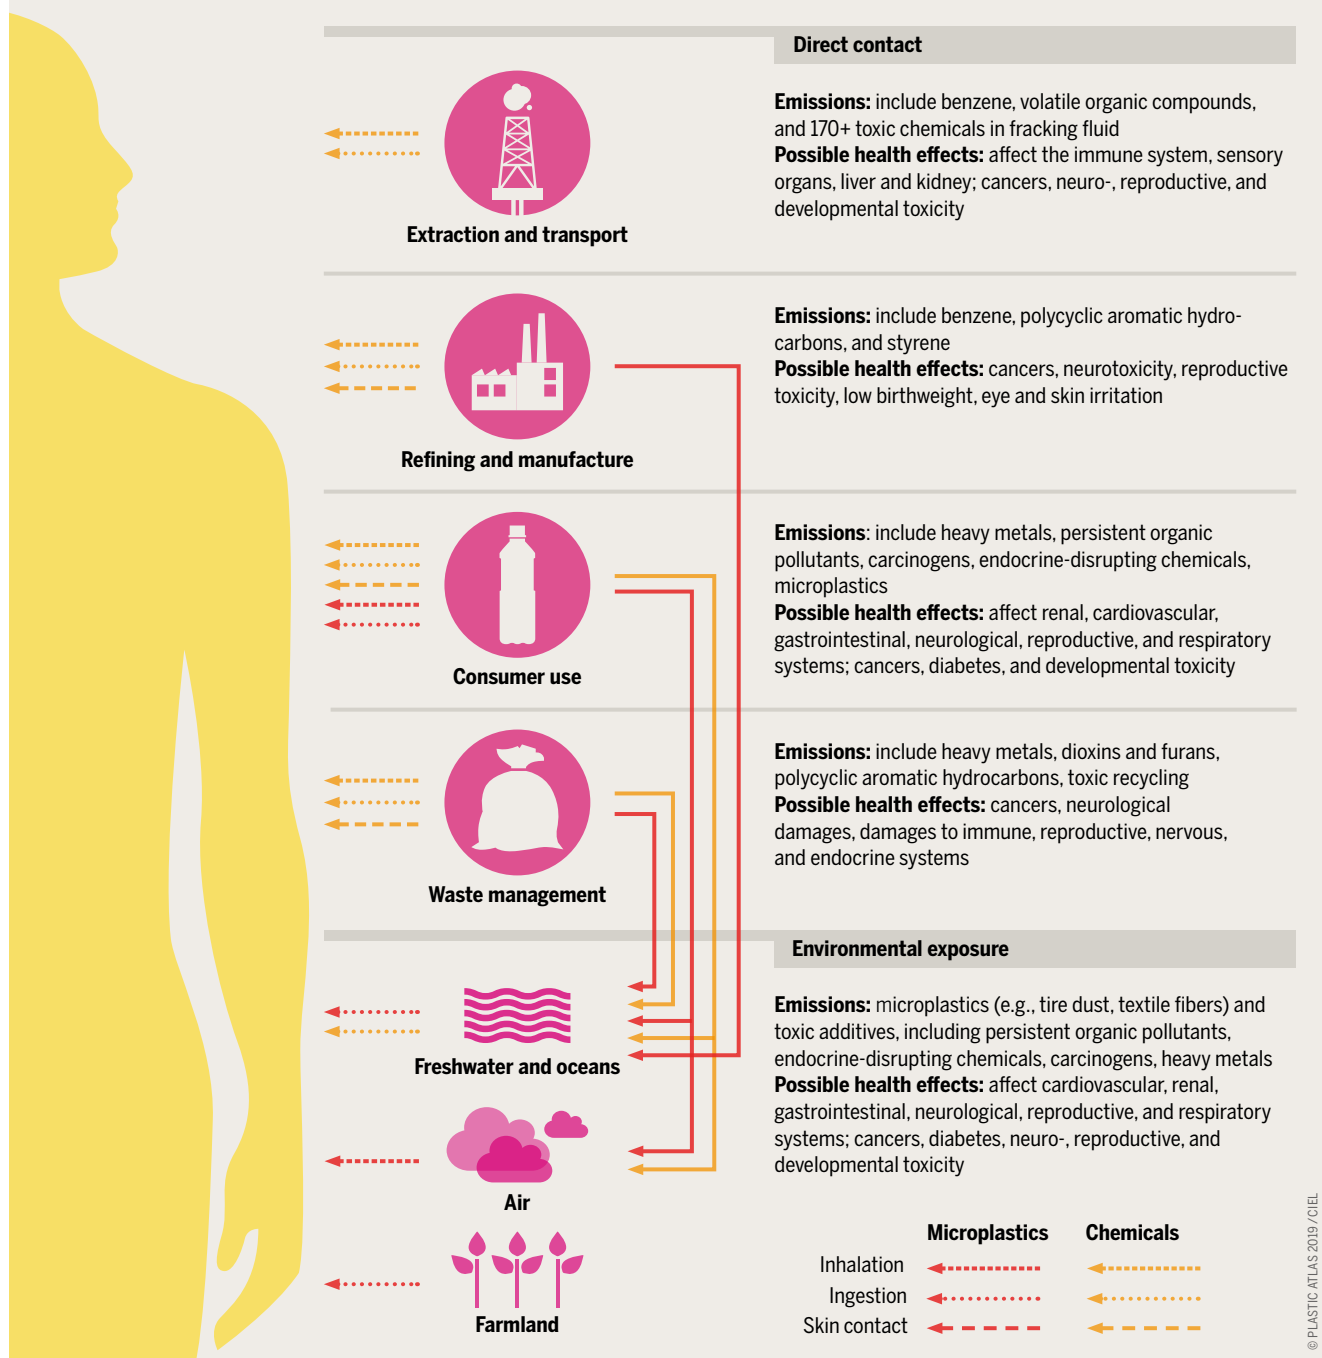 Direct contact
Emissions: include benzene, volatile organic compounds,
and 170+ toxic chemicals in fracking fluid
Possible health effects: affect the immune system, sensory
organs, liver and kidney; cancers, neuro-, reproductive, and
developmental toxicity
Extraction and transport
Emissions: include benzene, polycyclic aromatic hydro-
carbons, and styrene
Possible health effects: cancers, neurotoxicity, reproductive
toxicity, low birthweight, eye and skin irritation
Refining and manufacture
Emissions: include heavy metals, persistent organic
pollutants, carcinogens, endocrine-disrupting chemicals,
microplastics
Possible health effects: affect renal, cardiovascular,
gastrointestinal, neurological, reproductive, and respiratory
systems; cancers, diabetes, and developmental toxicity
Consumer use
Emissions: include heavy metals, dioxins and furans,
polycyclic aromatic hydrocarbons, toxic recycling
Possible health effects: cancers, neurological
damages, damages to immune, reproductive, nervous,
and endocrine systems
Waste management
Environmental exposure
Emissions: microplastics (e.g., tire dust, textile fibers) and
toxic additives, including persistent organic pollutants,
endocrine-disrupting chemicals, carcinogens, heavy metals
Possible health effects: affect cardiovascular, renal,
gastrointestinal, neurological, reproductive, and respiratory
systems; cancers, diabetes, neuro-, reproductive, and
developmental toxicity
Freshwater and oceans
Air
Farmland
Microplastics Chemicals
Inhalation
Ingestion
Skin contact
© PLASTIC ATLAS 2019 / CIEL